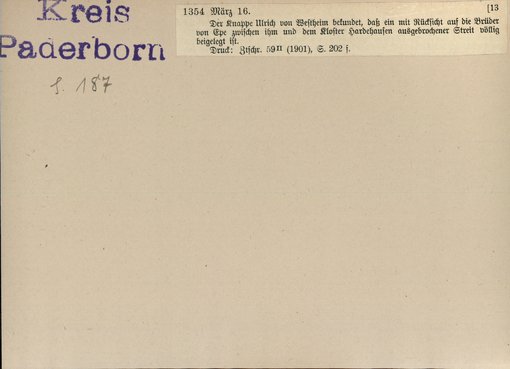 Kreis
Paderborn
S. 187
1354 März 16. [13
Der Knappe Ulrich von Westheim bekundet, daß ein mit Rücksicht auf die Brüder
von Epe zwischen ihm und dem Kloster Hardehausen ausgebrochener Streit völlig
beigelegt ist.
Druck: Ztschr. 59II (1901), S. 202 f.